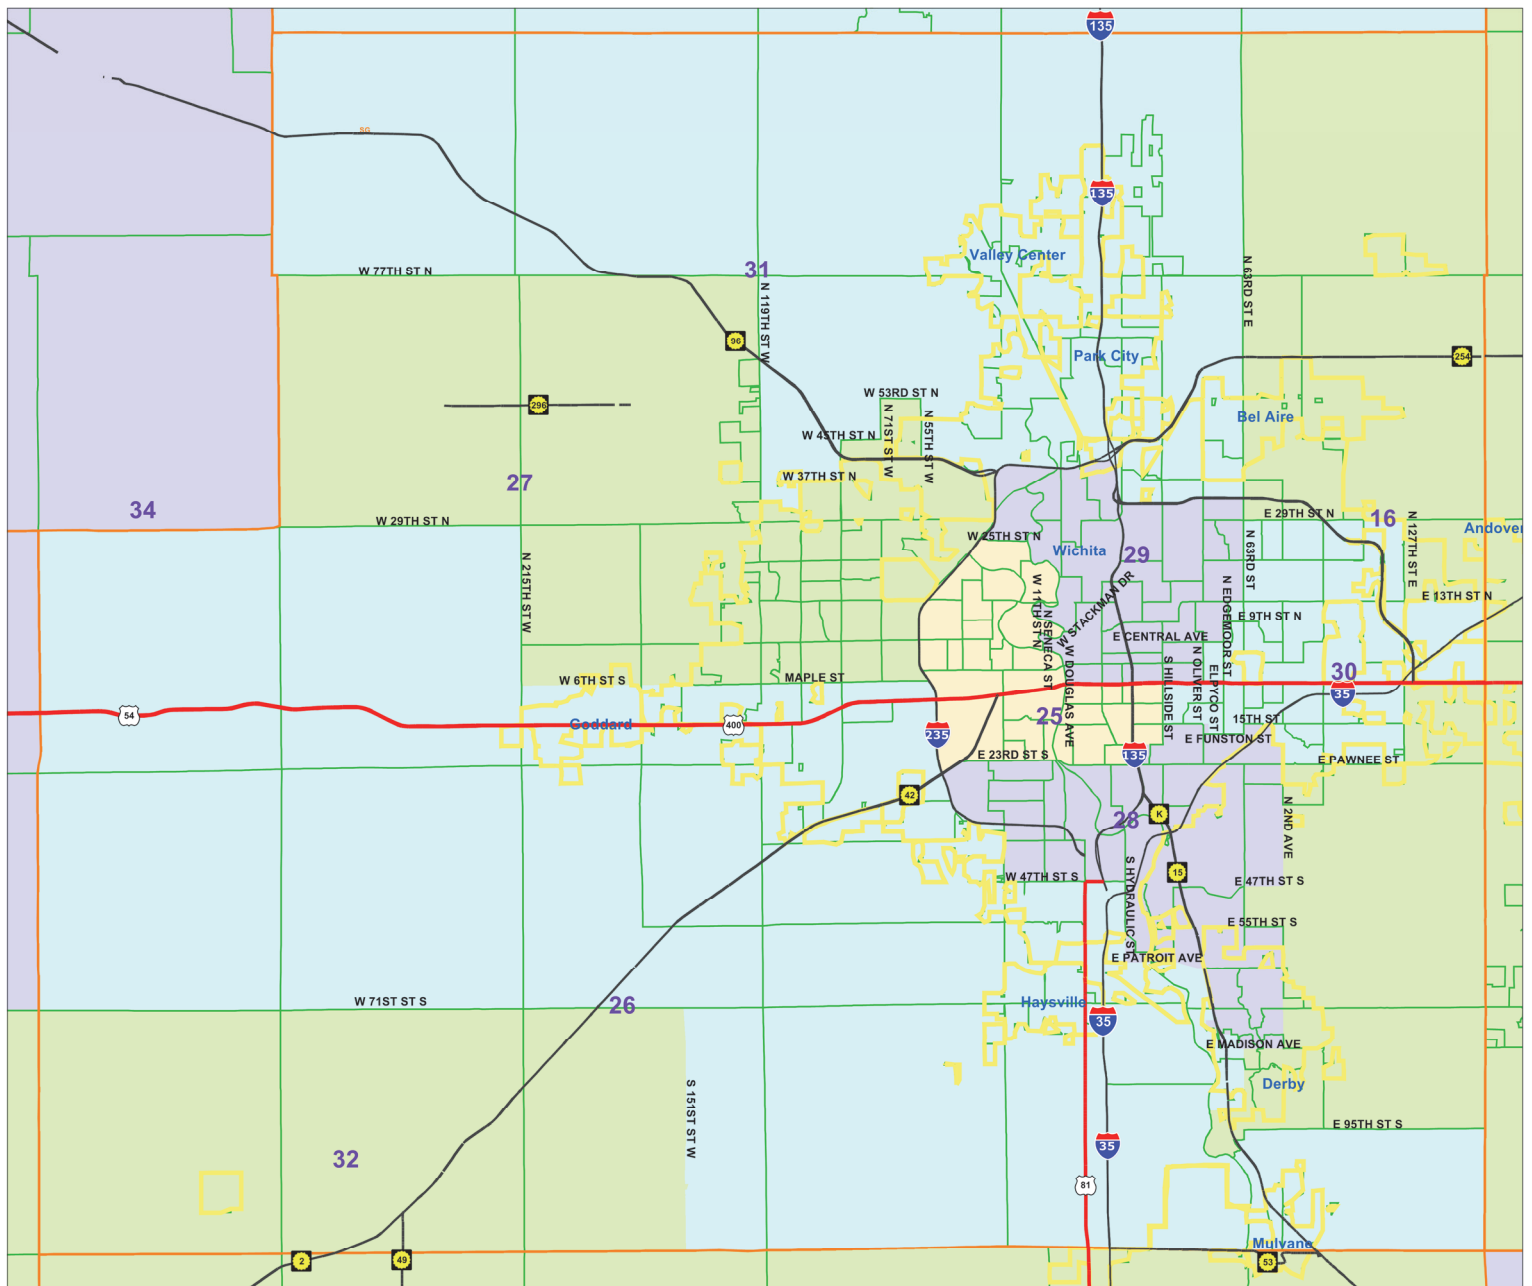 135
SG
135
Valley Center
31
W 77TH ST N
N 63RD ST E
N 119TH ST W
96
Park City
254
W 53RD ST N
296
N 71ST ST W
N 55TH ST W
Bel Aire
W 45TH ST N
W 37TH ST N
27
34
W 29TH ST N
E 29TH ST N
16
N 127TH ST E
Andover
W 25TH ST N
Wichita
29
N 63RD ST
N 215TH ST W
W 11TH ST N
W STACKMAN DR
N EDGEMOOR ST
E 13TH ST N
N SENECA ST
E 9TH ST N
E CENTRAL AVE
W DOUGLAS AVE
S HILLSIDE ST
N OLIVER ST
ELPYCO ST
W 6TH ST S
MAPLE ST
30
35
54
Goddard
400
25
15TH ST
235
E FUNSTON ST
E 23RD ST S
135
E PAWNEE ST
42
28
K
N 2ND AVE
15
W 47TH ST S
S HYDRAULIC ST
E 47TH ST S
E 55TH ST S
E PATROIT AVE
W 71ST ST S
26
Haysville
35
E MADISON AVE
Derby
S 151ST ST W
E 95TH ST S
35
32
81
Mulvane
2
49
53